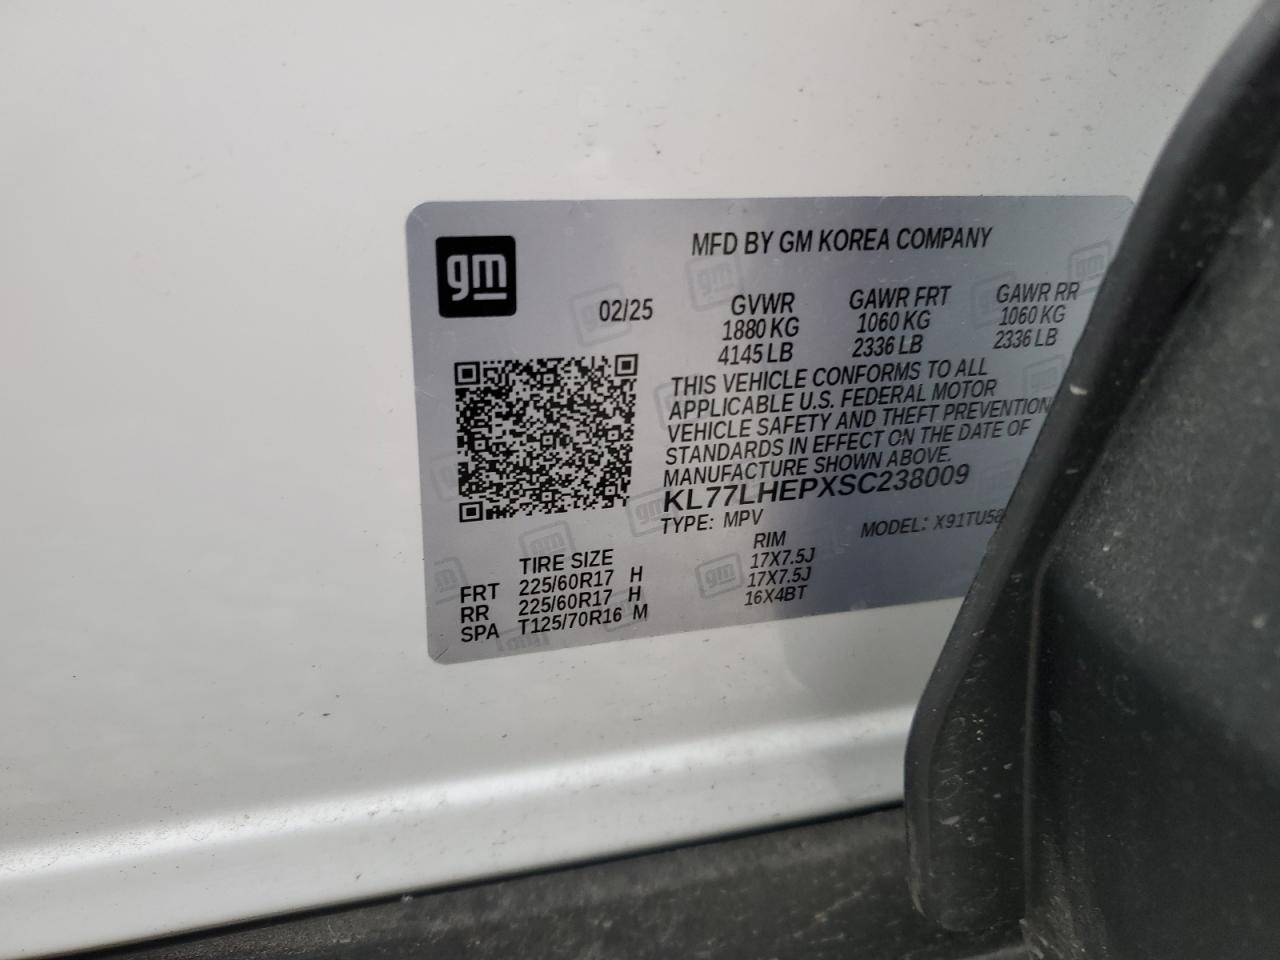 gm
MFD BY GM KOREA COMPANY
02/25 GVWR GAWR FRT GAWR RR
1880 KG 1060 KG 1060 KG
4145 LB 2336 LB 2336 LB
THIS VEHICLE CONFORMS TO ALL
APPLICABLE U.S. FEDERAL MOTOR
VEHICLE SAFETY AND THEFT PREVENTION
STANDARDS IN EFFECT ON THE DATE OF
MANUFACTURE SHOWN ABOVE.
KL77LHEPXSC238009
TYPE: MPV MODEL: X91TU58
TIRE SIZE RIM
FRT 225/60R17 H 17X7.5J
RR 225/60R17 H 17X7.5J
SPA T125/70R16 M 16X4BT